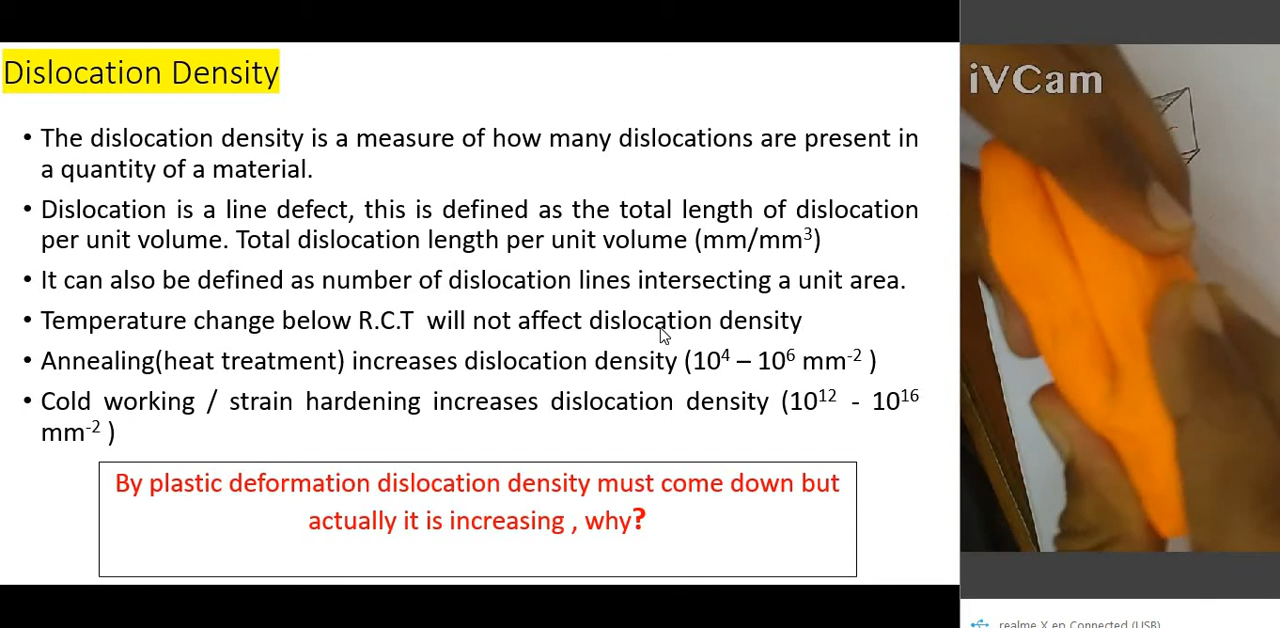 Dislocation Density
• The dislocation density is a measure of how many dislocations are present in
a quantity of a material.
• Dislocation is a line defect, this is defined as the total length of dislocation
per unit volume. Total dislocation length per unit volume (mm/mm³)
• It can also be defined as number of dislocation lines intersecting a unit area.
• Temperature change below R.C.T will not affect dislocation density
• Annealing(heat treatment) increases dislocation density (10⁴ – 10⁶ mm⁻² )
• Cold working / strain hardening increases dislocation density (10¹² - 10¹⁶
mm⁻² )
By plastic deformation dislocation density must come down but
actually it is increasing , why?
iVCam
realme X en Connected (USB)